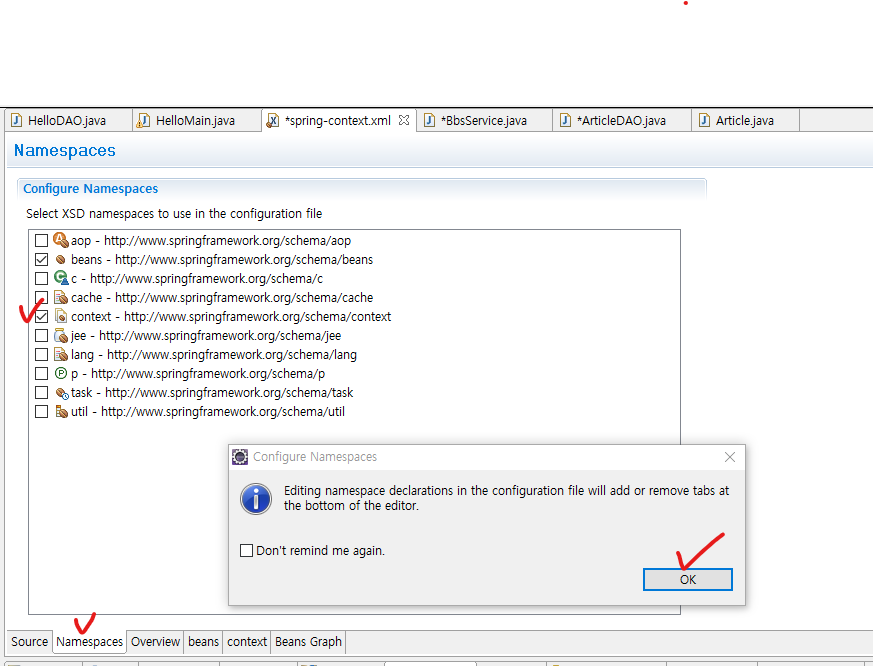 HelloDAO.java HelloMain.java *spring-context.xml *BbsService.java *ArticleDAO.java Article.java
Namespaces
Configure Namespaces
Select XSD namespaces to use in the configuration file
aop - http://www.springframework.org/schema/aop
beans - http://www.springframework.org/schema/beans
c - http://www.springframework.org/schema/c
cache - http://www.springframework.org/schema/cache
context - http://www.springframework.org/schema/context
jee - http://www.springframework.org/schema/jee
lang - http://www.springframework.org/schema/lang
p - http://www.springframework.org/schema/p
task - http://www.springframework.org/schema/task
util - http://www.springframework.org/schema/util
Configure Namespaces
Editing namespace declarations in the configuration file will add or remove tabs at
the bottom of the editor.
Don't remind me again.
OK
Source Namespaces Overview beans context Beans Graph